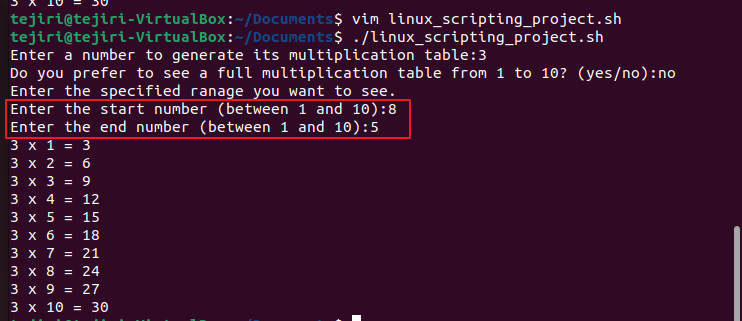 3 x 10 = 30
tejiri@tejiri-VirtualBox:~/Documents$ vim linux_scripting_project.sh
tejiri@tejiri-VirtualBox:~/Documents$ ./linux_scripting_project.sh
Enter a number to generate its multiplication table:3
Do you prefer to see a full multiplication table from 1 to 10? (yes/no):no
Enter the specified ranage you want to see.
Enter the start number (between 1 and 10):8
Enter the end number (between 1 and 10):5
3 x 1 = 3
3 x 2 = 6
3 x 3 = 9
3 x 4 = 12
3 x 5 = 15
3 x 6 = 18
3 x 7 = 21
3 x 8 = 24
3 x 9 = 27
3 x 10 = 30
tejiri@tejiri-VirtualBox:~/Documents$